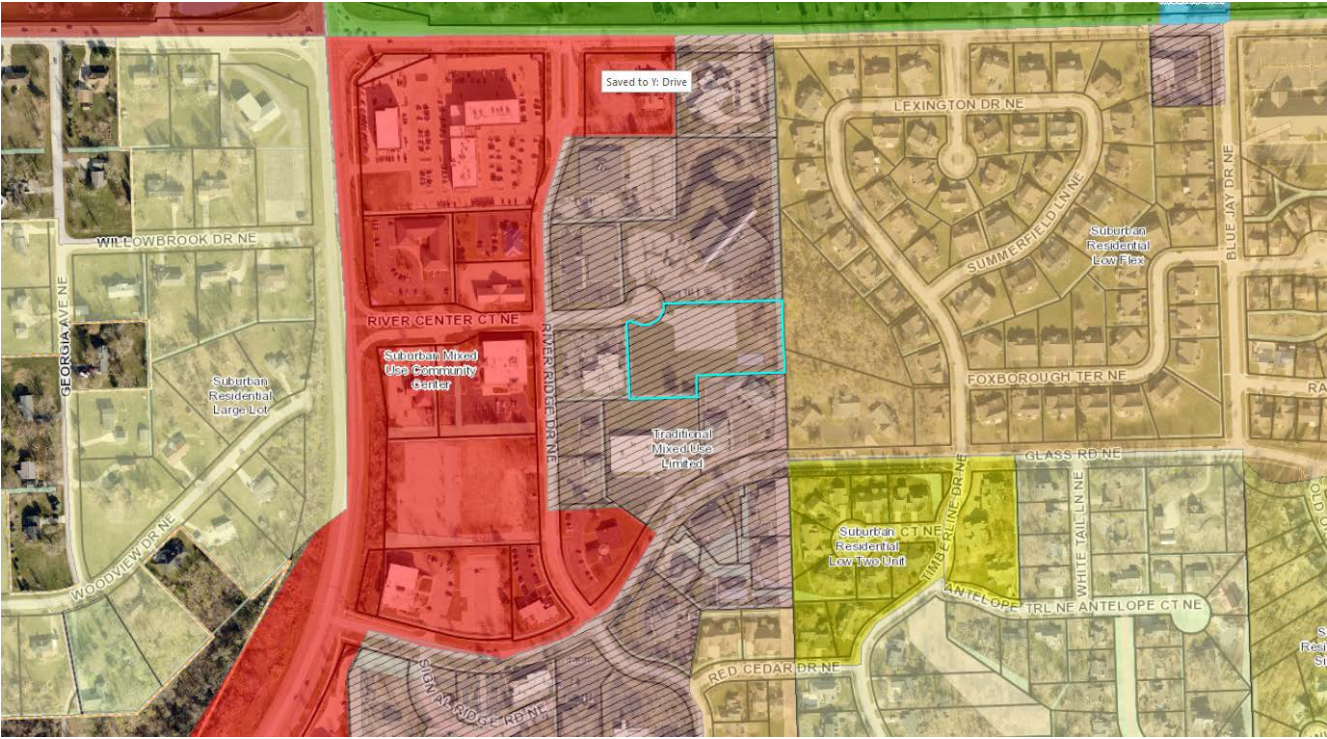 Saved to Y: Drive
LEXINGTON DR NE
BLUE JAY DR NE
WILLOWBROOK DR NE
SUMMERFIELD LN NE
Suburban
Residential
Low Flex
GEORGIA AVE NE
RIVER CENTER CT NE
RIVER RIDGE DR NE
Suburban Mixed
Use Community
Center
Suburban
Residential
Large Lot
FOXBOROUGH TER NE
Traditional
Mixed Use
Limited
GLASS RD NE
WOODVIEW DR NE
Suburban
Residential
Low Two Unit
CT NE
TIMBERLINE DR NE
WHITE TAIL LN NE
ANTELOPE TRL NE
ANTELOPE CT NE
RED CEDAR DR NE
SIGNAL RIDGE RD NE